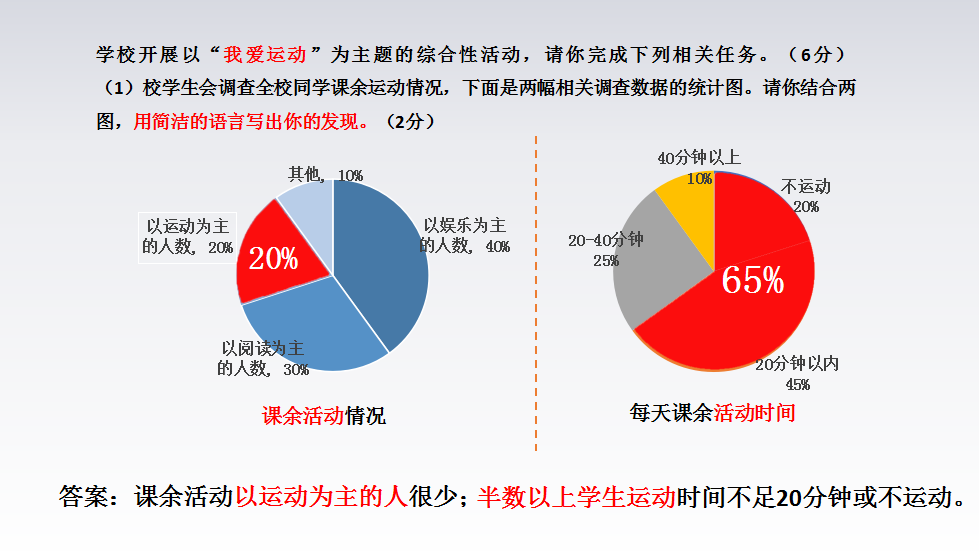 学校开展以“我爱运动”为主题的综合性活动，请你完成下列相关任务。（6分）
（1）校学生会调查全校同学课余运动情况，下面是两幅相关调查数据的统计图。请你结合两
图，用简洁的语言写出你的发现。（2分）
其他, 10%
以运动为主
的人数, 20%
20%
以娱乐为主
的人数, 40%
以阅读为主
的人数, 30%
课余活动情况
40分钟以上
10%
不运动
20%
20-40分钟
25%
65%
20分钟以内
45%
每天课余活动时间
答案：课余活动以运动为主的人很少；半数以上学生运动时间不足20分钟或不运动。